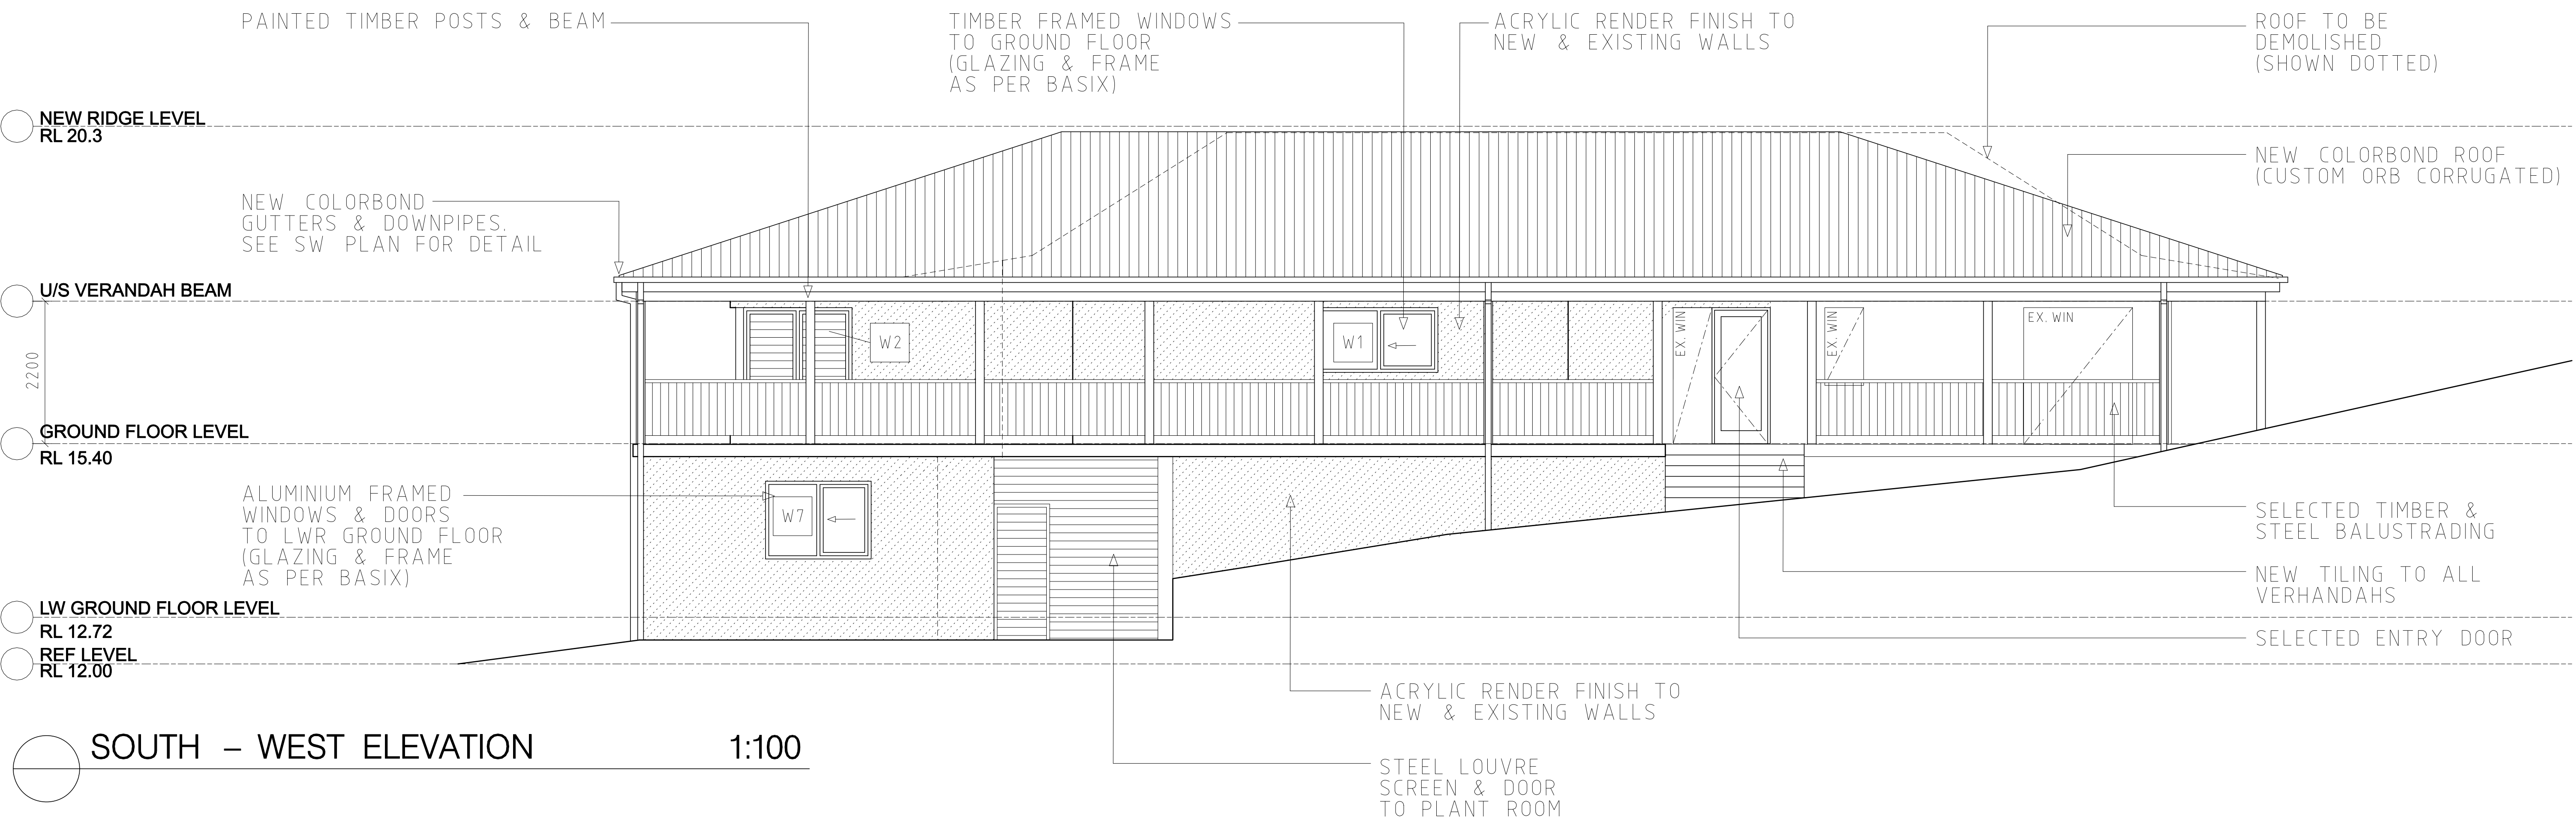 PAINTED TIMBER POSTS & BEAM
TIMBER FRAMED WINDOWS
TO GROUND FLOOR
(GLAZING & FRAME
AS PER BASIX)
ACRYLIC RENDER FINISH TO
NEW & EXISTING WALLS
ROOF TO BE
DEMOLISHED
(SHOWN DOTTED)
NEW RIDGE LEVEL
RL 20.3
NEW COLORBOND ROOF
(CUSTOM ORB CORRUGATED)
NEW COLORBOND
GUTTERS & DOWNPIPES.
SEE SW PLAN FOR DETAIL
U/S VERANDAH BEAM
W2
W1
EX. WIN
EX. WIN
EX. WIN
2200
GROUND FLOOR LEVEL
RL 15.40
ALUMINIUM FRAMED
WINDOWS & DOORS
TO LWR GROUND FLOOR
(GLAZING & FRAME
AS PER BASIX)
W7
SELECTED TIMBER &
STEEL BALUSTRADING
NEW TILING TO ALL
VERHANDAHS
LW GROUND FLOOR LEVEL
RL 12.72
SELECTED ENTRY DOOR
REF LEVEL
RL 12.00
ACRYLIC RENDER FINISH TO
NEW & EXISTING WALLS
SOUTH - WEST ELEVATION 1:100
STEEL LOUVRE
SCREEN & DOOR
TO PLANT ROOM